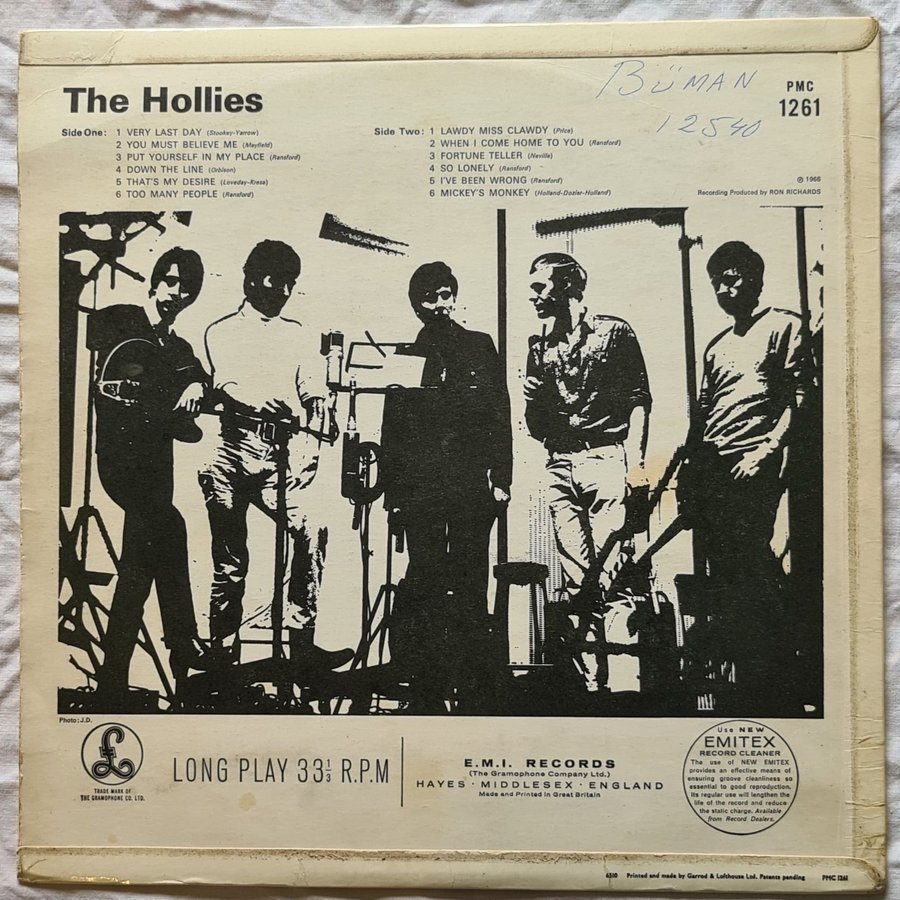 BÜMAN
12540
PMC
1261
The Hollies
Side One: 1 VERY LAST DAY (Stookey-Yarrow)
2 YOU MUST BELIEVE ME (Mayfield)
3 PUT YOURSELF IN MY PLACE (Ransford)
4 DOWN THE LINE (Orbison)
5 THAT'S MY DESIRE (Loveday-Kresa)
6 TOO MANY PEOPLE (Ransford)
Side Two: 1 LAWDY MISS CLAWDY (Price)
2 WHEN I COME HOME TO YOU (Ransford)
3 FORTUNE TELLER (Neville)
4 SO LONELY (Ransford)
5 I'VE BEEN WRONG (Ransford)
6 MICKEY'S MONKEY (Holland-Dozier-Holland)
℗ 1966
Recording Produced by RON RICHARDS
Photo: J.D.
£
TRADE MARK OF
THE GRAMOPHONE CO. LTD.
LONG PLAY 33⅓ R.P.M
E.M.I. RECORDS
(The Gramophone Company Ltd.)
HAYES · MIDDLESEX · ENGLAND
Made and Printed in Great Britain
Use NEW
EMITEX
RECORD CLEANER
The use of NEW EMITEX
provides an effective means of
ensuring groove cleanliness so
essential to good reproduction.
Its regular use will lengthen the
life of the record and reduce
the static charge. Available
from Record Dealers.
6510 Printed and made by Garrod & Lofthouse Ltd. Patents pending PMC 1261